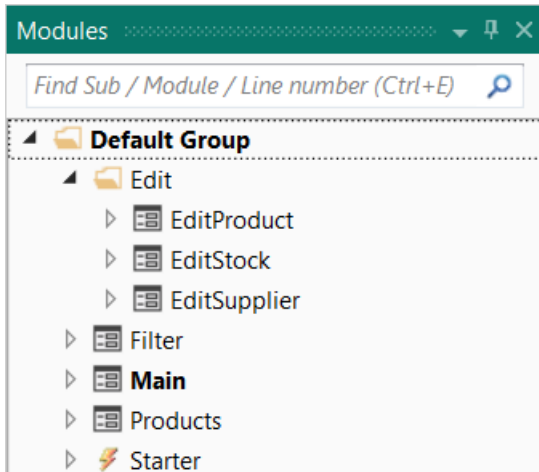 Modules
Find Sub / Module / Line number (Ctrl+E)
Default Group
Edit
EditProduct
EditStock
EditSupplier
Filter
Main
Products
Starter